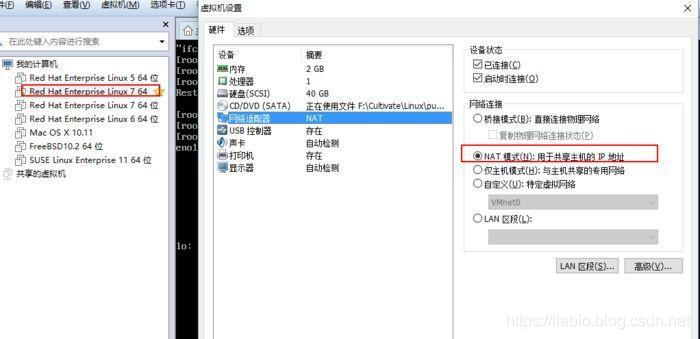 编辑(E) 查看(V) 虚拟机(M) 选项卡(T)
在此处键入内容进行搜索
我的计算机
Red Hat Enterprise Linux 5 64 位
Red Hat Enterprise Linux 7 64
Red Hat Enterprise Linux 7 64 位
Red Hat Enterprise Linux 6 64 位
Mac OS X 10.11
FreeBSD10.2 64 位
SUSE Linux Enterprise 11 64 位
共享的虚拟机
"ifc
[roo
[roo
[roo
Rest
[roo
[roo
[roo
eno1
lo:
虚拟机设置
硬件 选项
设备 摘要
内存 2 GB
处理器 1
硬盘(SCSI) 40 GB
CD/DVD (SATA) 正在使用文件 F:\Cultivate\Linux\pu...
网络适配器 NAT
USB 控制器 存在
声卡 自动检测
打印机 存在
显示器 自动检测
设备状态
已连接(C)
启动时连接(O)
网络连接
桥接模式(B): 直接连接物理网络
复制物理网络连接状态(P)
NAT 模式(N): 用于共享主机的 IP 地址
仅主机模式(H): 与主机共享的专用网络
自定义(U): 特定虚拟网络
VMnet0
LAN 区段(L):
LAN 区段(S)... 高级(V)...
https://liabio.blog.csdn.net